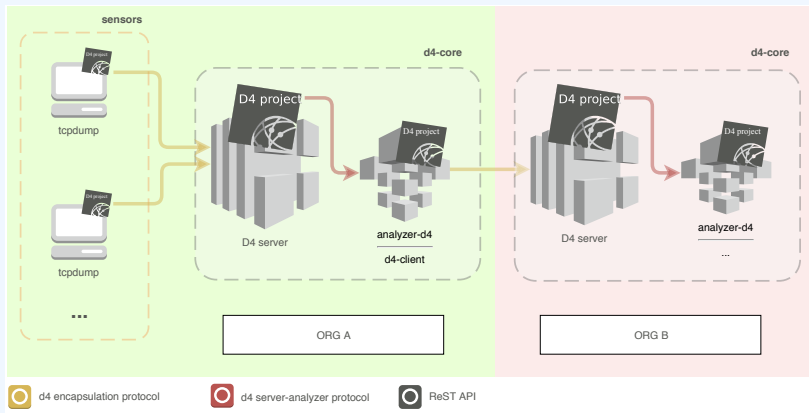 sensors
D4 project
tcpdump
D4 project
tcpdump
...
d4-core
D4 project
D4 server
D4 project
analyzer-d4
d4-client
ORG A
d4-core
D4 project
D4 server
D4 project
analyzer-d4
...
ORG B
d4 encapsulation protocol
d4 server-analyzer protocol
ReST API